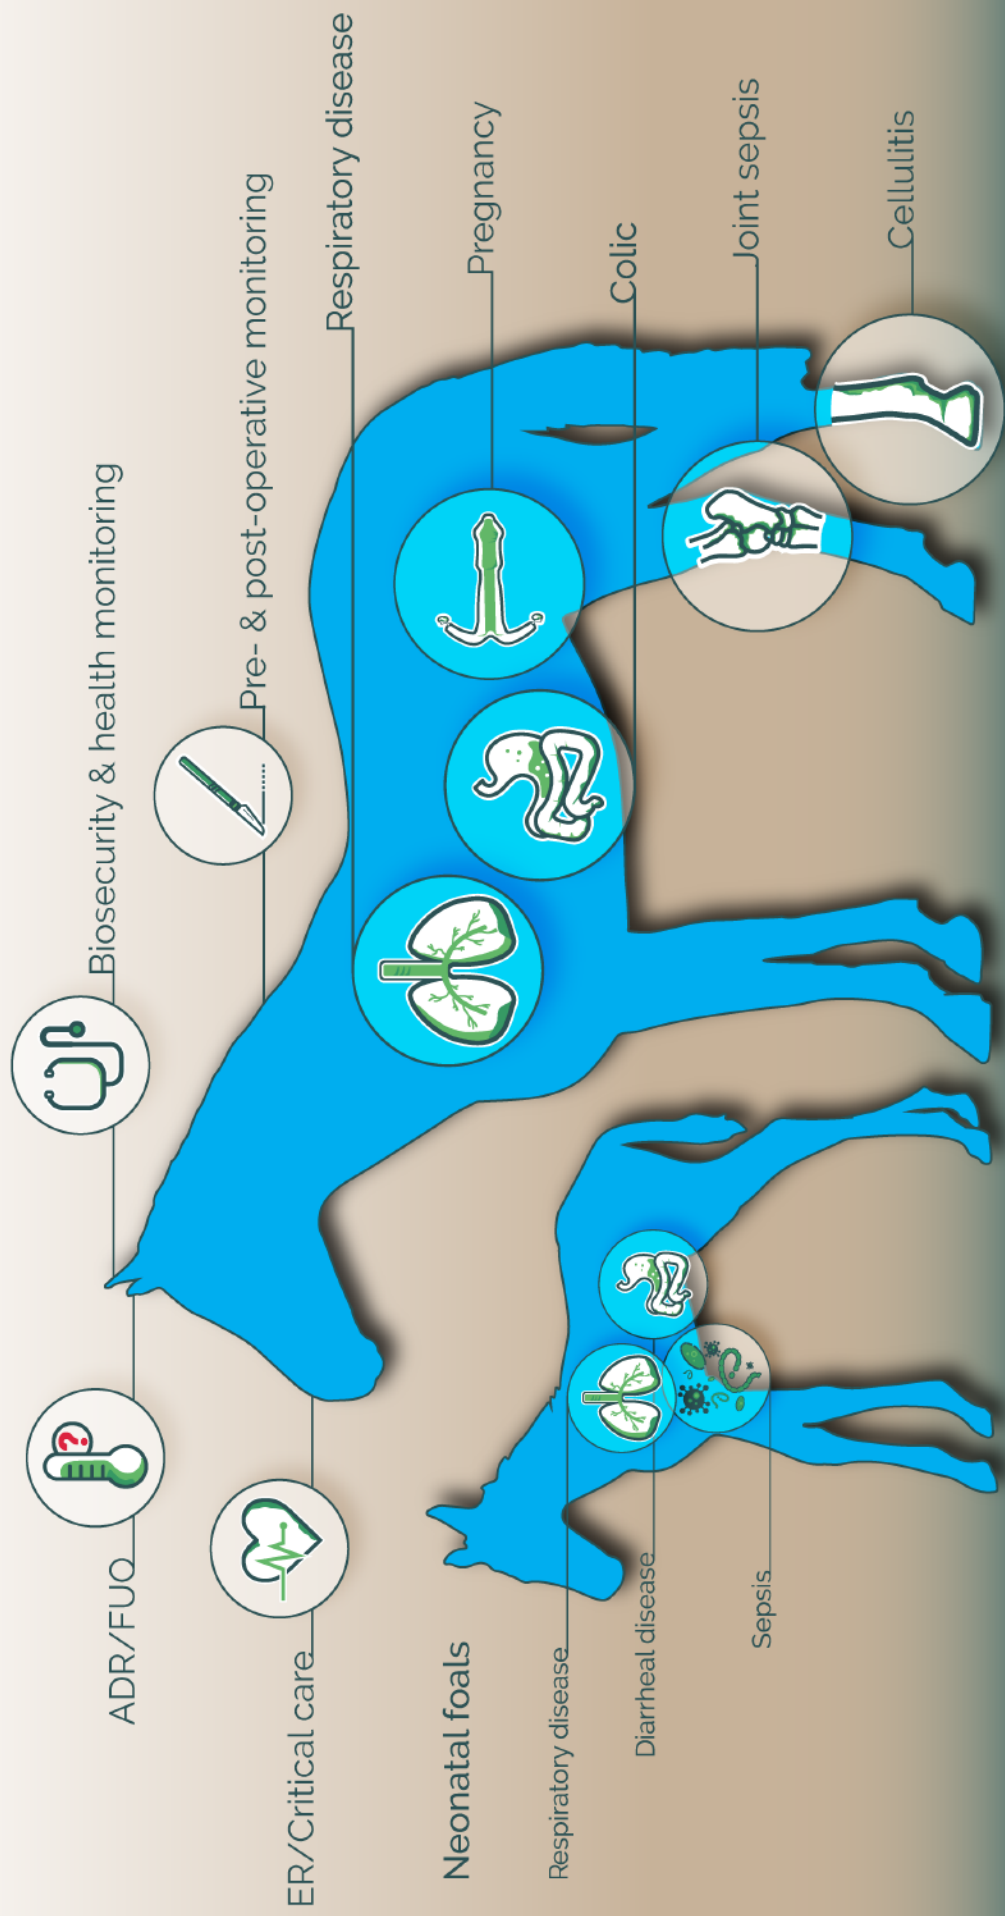 Biosecurity & health monitoring
ADR/FUO
Pre- & post-operative monitoring
ER/Critical care
Respiratory disease
Pregnancy
Colic
Joint sepsis
Cellulitis
Neonatal foals
Respiratory disease
Diarrheal disease
Sepsis
?